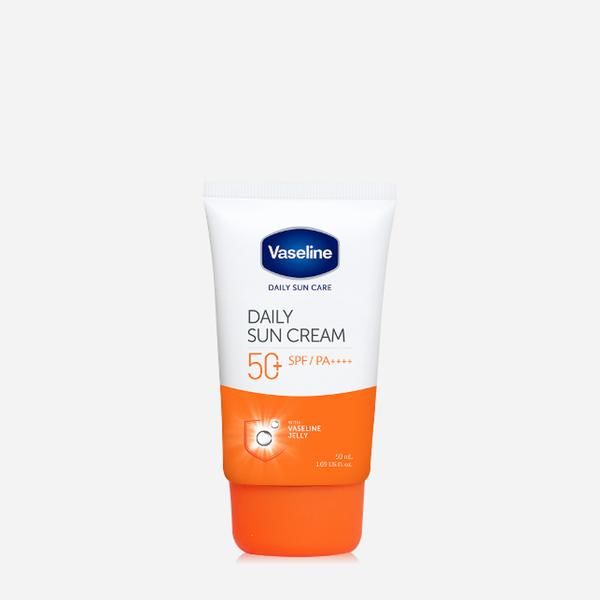 Vaseline
DAILY SUN CARE
DAILY
SUN CREAM
50+ SPF / PA++++
WITH
VASELINE
JELLY
50 mL
1.69 US fl. oz.